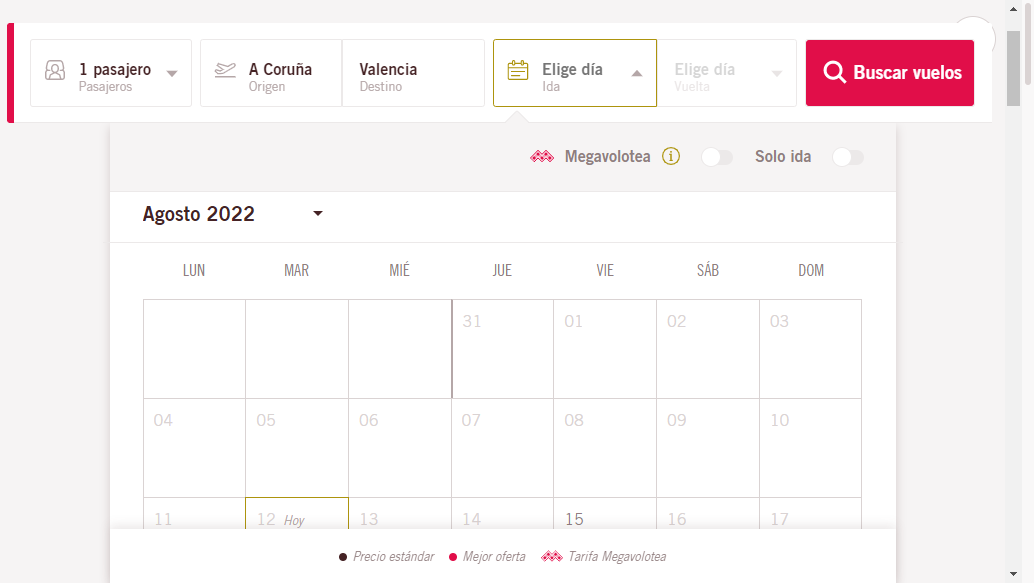 1 pasajero
Pasajeros
A Coruña
Origen
Valencia
Destino
Elige día
Ida
Elige día
Vuelta
Buscar vuelos
Megavolotea
Solo ida
Agosto 2022
LUN MAR MIÉ JUE VIE SÁB DOM
31 01 02 03
04 05 06 07 08 09 10
11 12 Hoy 13 14 15 16 17
Precio estándar Mejor oferta Tarifa Megavolotea